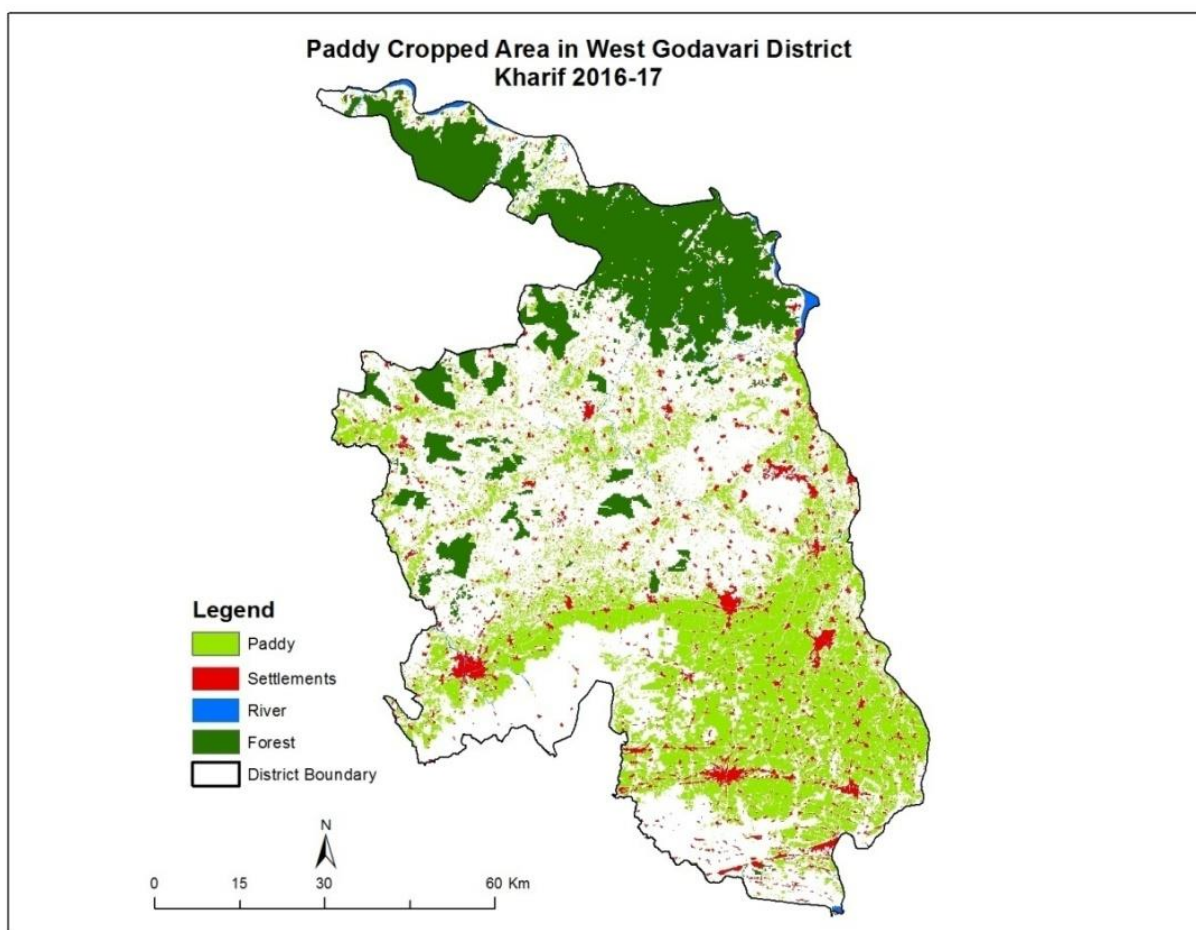 Paddy Cropped Area in West Godavari District
Kharif 2016-17
Legend
Paddy
Settlements
River
Forest
District Boundary
N
0 15 30 60 Km